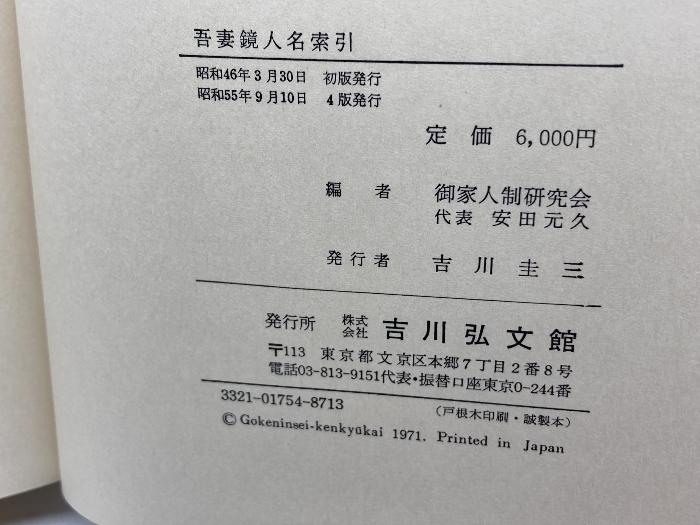 吾妻鏡人名索引
昭和46年3月30日 初版発行
昭和55年9月10日 4版発行
定価 6,000円
編者 御家人制研究会
代表 安田元久
発行者 吉川圭三
発行所 株式会社 吉川弘文館
〒113 東京都文京区本郷7丁目2番8号
電話03-813-9151代表・振替口座東京0-244番
3321-01754-8713 (戸根木印刷・誠製本)
© Gokeninsei-kenkyūkai 1971. Printed in Japan